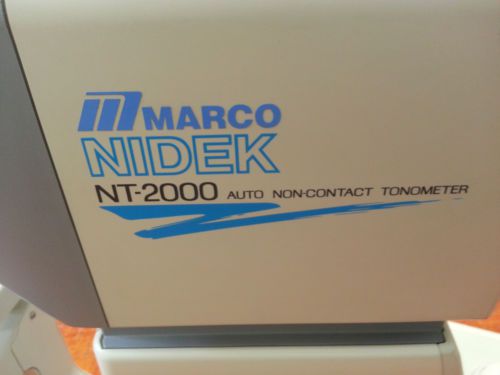 MARCO
NIDEK
NT-2000 AUTO NON-CONTACT TONOMETER